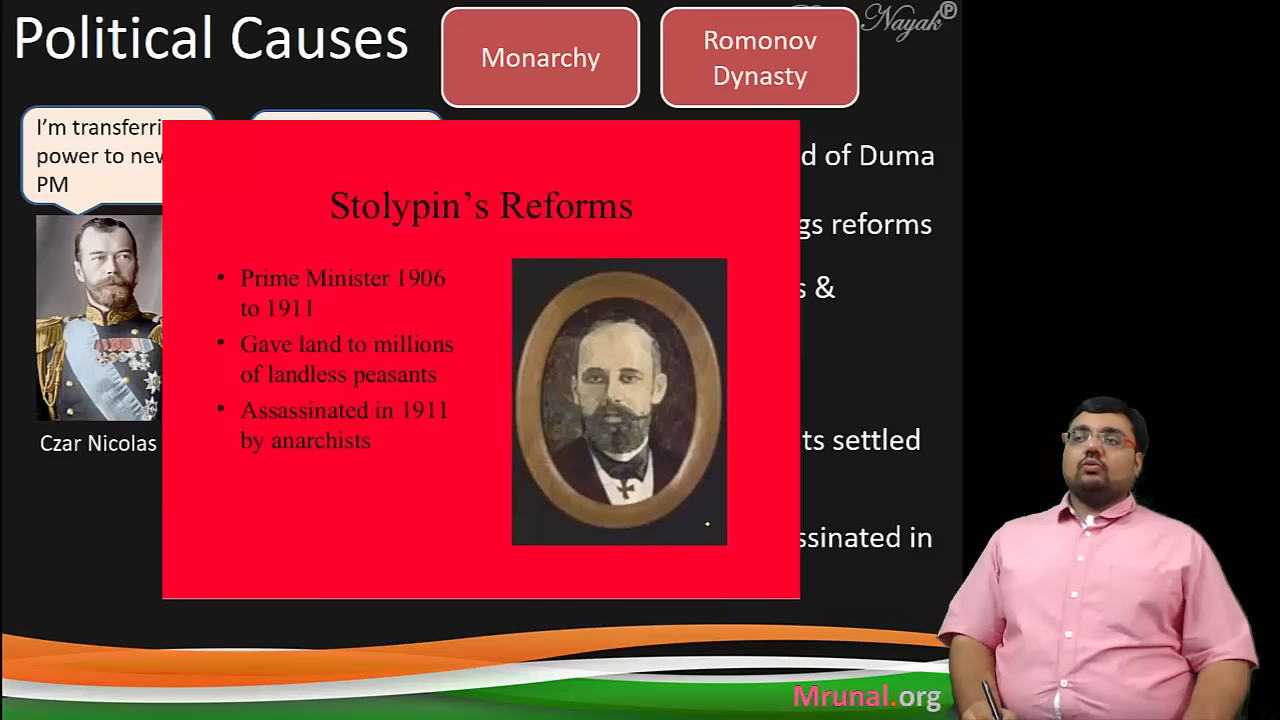 Political Causes
Monarchy
Romonov
Dynasty
Nayak
I'm transferri
power to new
PM
Czar Nicolas
d of Duma
gs reforms
s &
ts settled
ssinated in
Stolypin's Reforms
• Prime Minister 1906
to 1911
• Gave land to millions
of landless peasants
• Assassinated in 1911
by anarchists
Mrunal.org